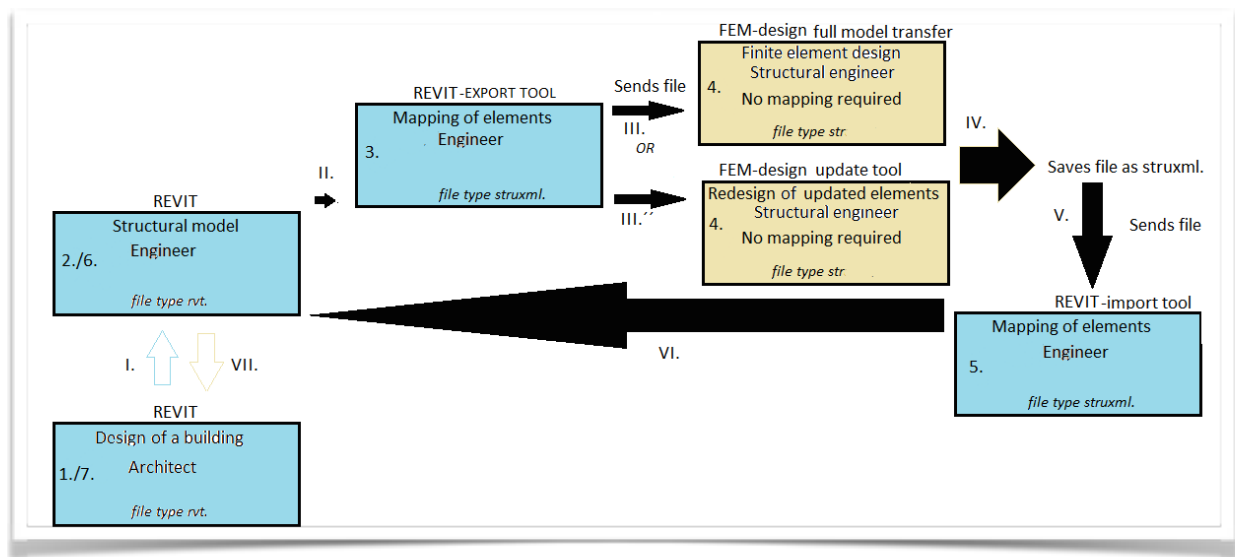 FEM-design full model transfer
Finite element design
Structural engineer
4.
No mapping required
file type str
REVIT-EXPORT TOOL
Mapping of elements
Engineer
3.
file type struxml.
Sends file
III.
OR
III.´´
IV.
FEM-design update tool
Redesign of updated elements
Structural engineer
4.
No mapping required
file type str
Saves file as struxml.
V.
Sends file
II.
REVIT
Structural model
Engineer
2./6.
file type rvt.
REVIT-import tool
Mapping of elements
Engineer
5.
file type struxml.
VI.
I.
VII.
REVIT
Design of a building
Architect
1./7.
file type rvt.